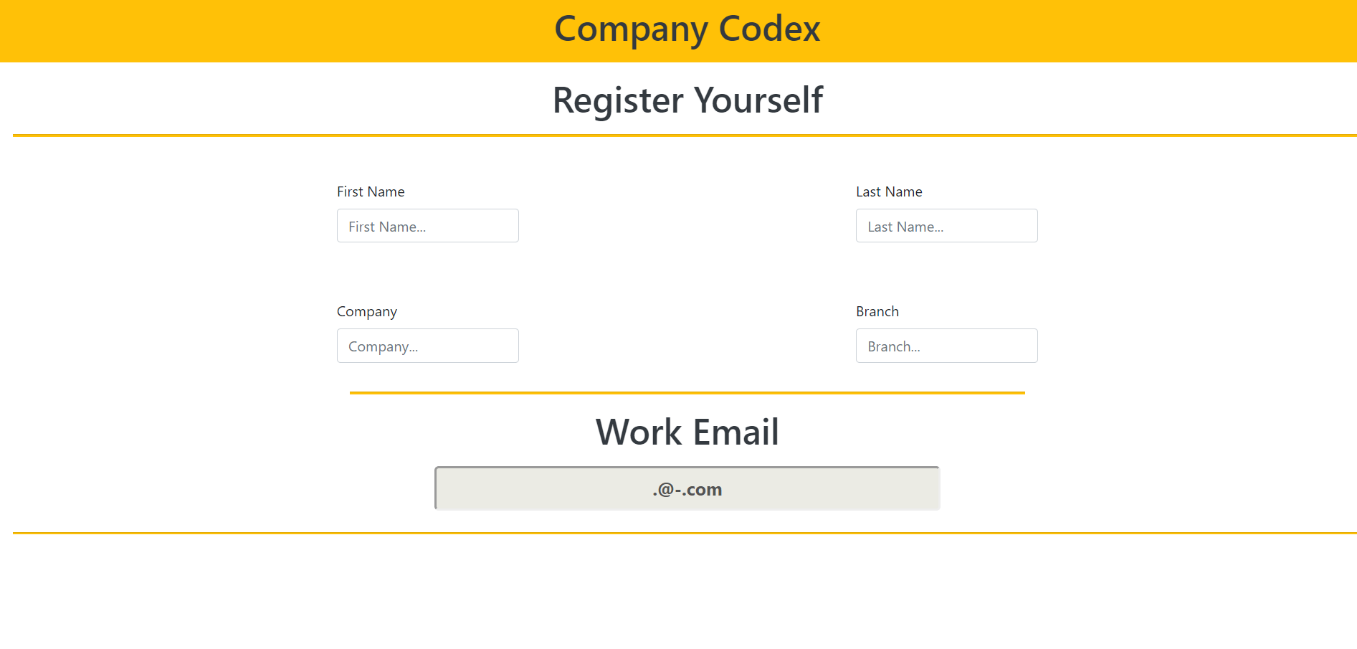 Company Codex
Register Yourself
First Name
Last Name
First Name...
Last Name...
Company
Branch
Company...
Branch...
Work Email
.@-.com